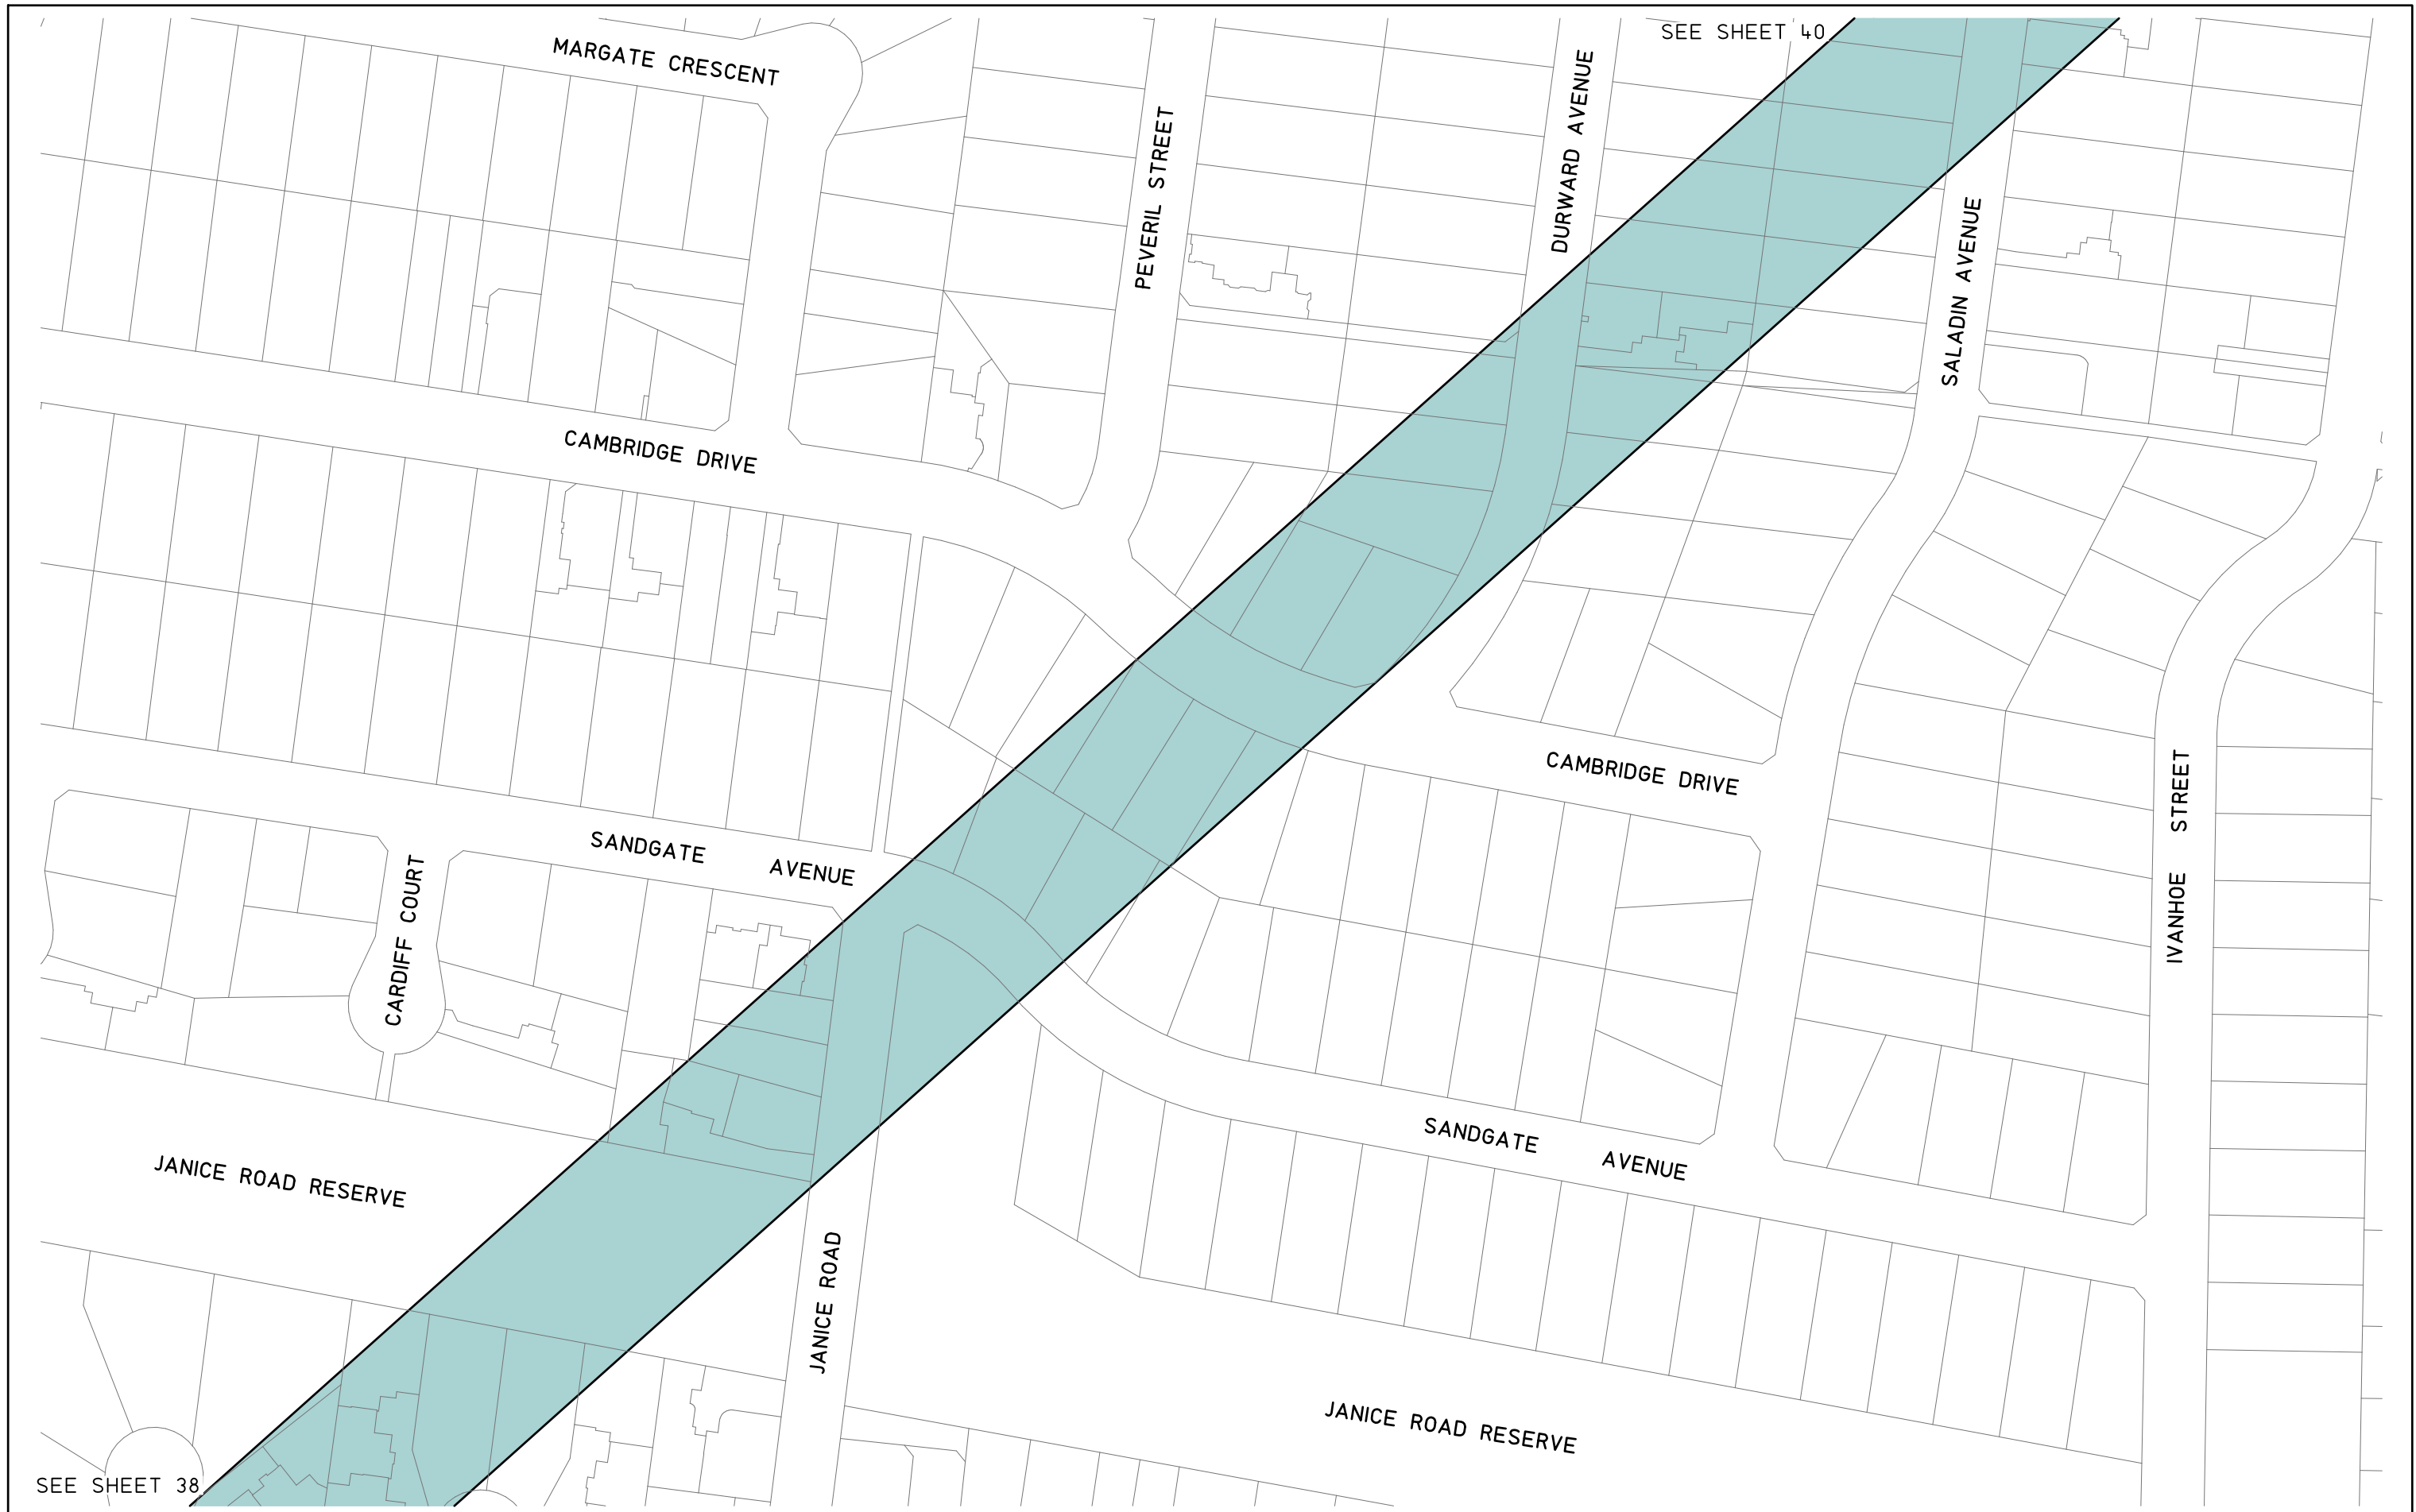 SEE SHEET 40
MARGATE CRESCENT
DURWARD AVENUE
PEVERIL STREET
SALADIN AVENUE
CAMBRIDGE DRIVE
CAMBRIDGE DRIVE
IVANHOE STREET
SANDGATE AVENUE
CARDIFF COURT
SANDGATE AVENUE
JANICE ROAD RESERVE
JANICE ROAD
JANICE ROAD RESERVE
SEE SHEET 38